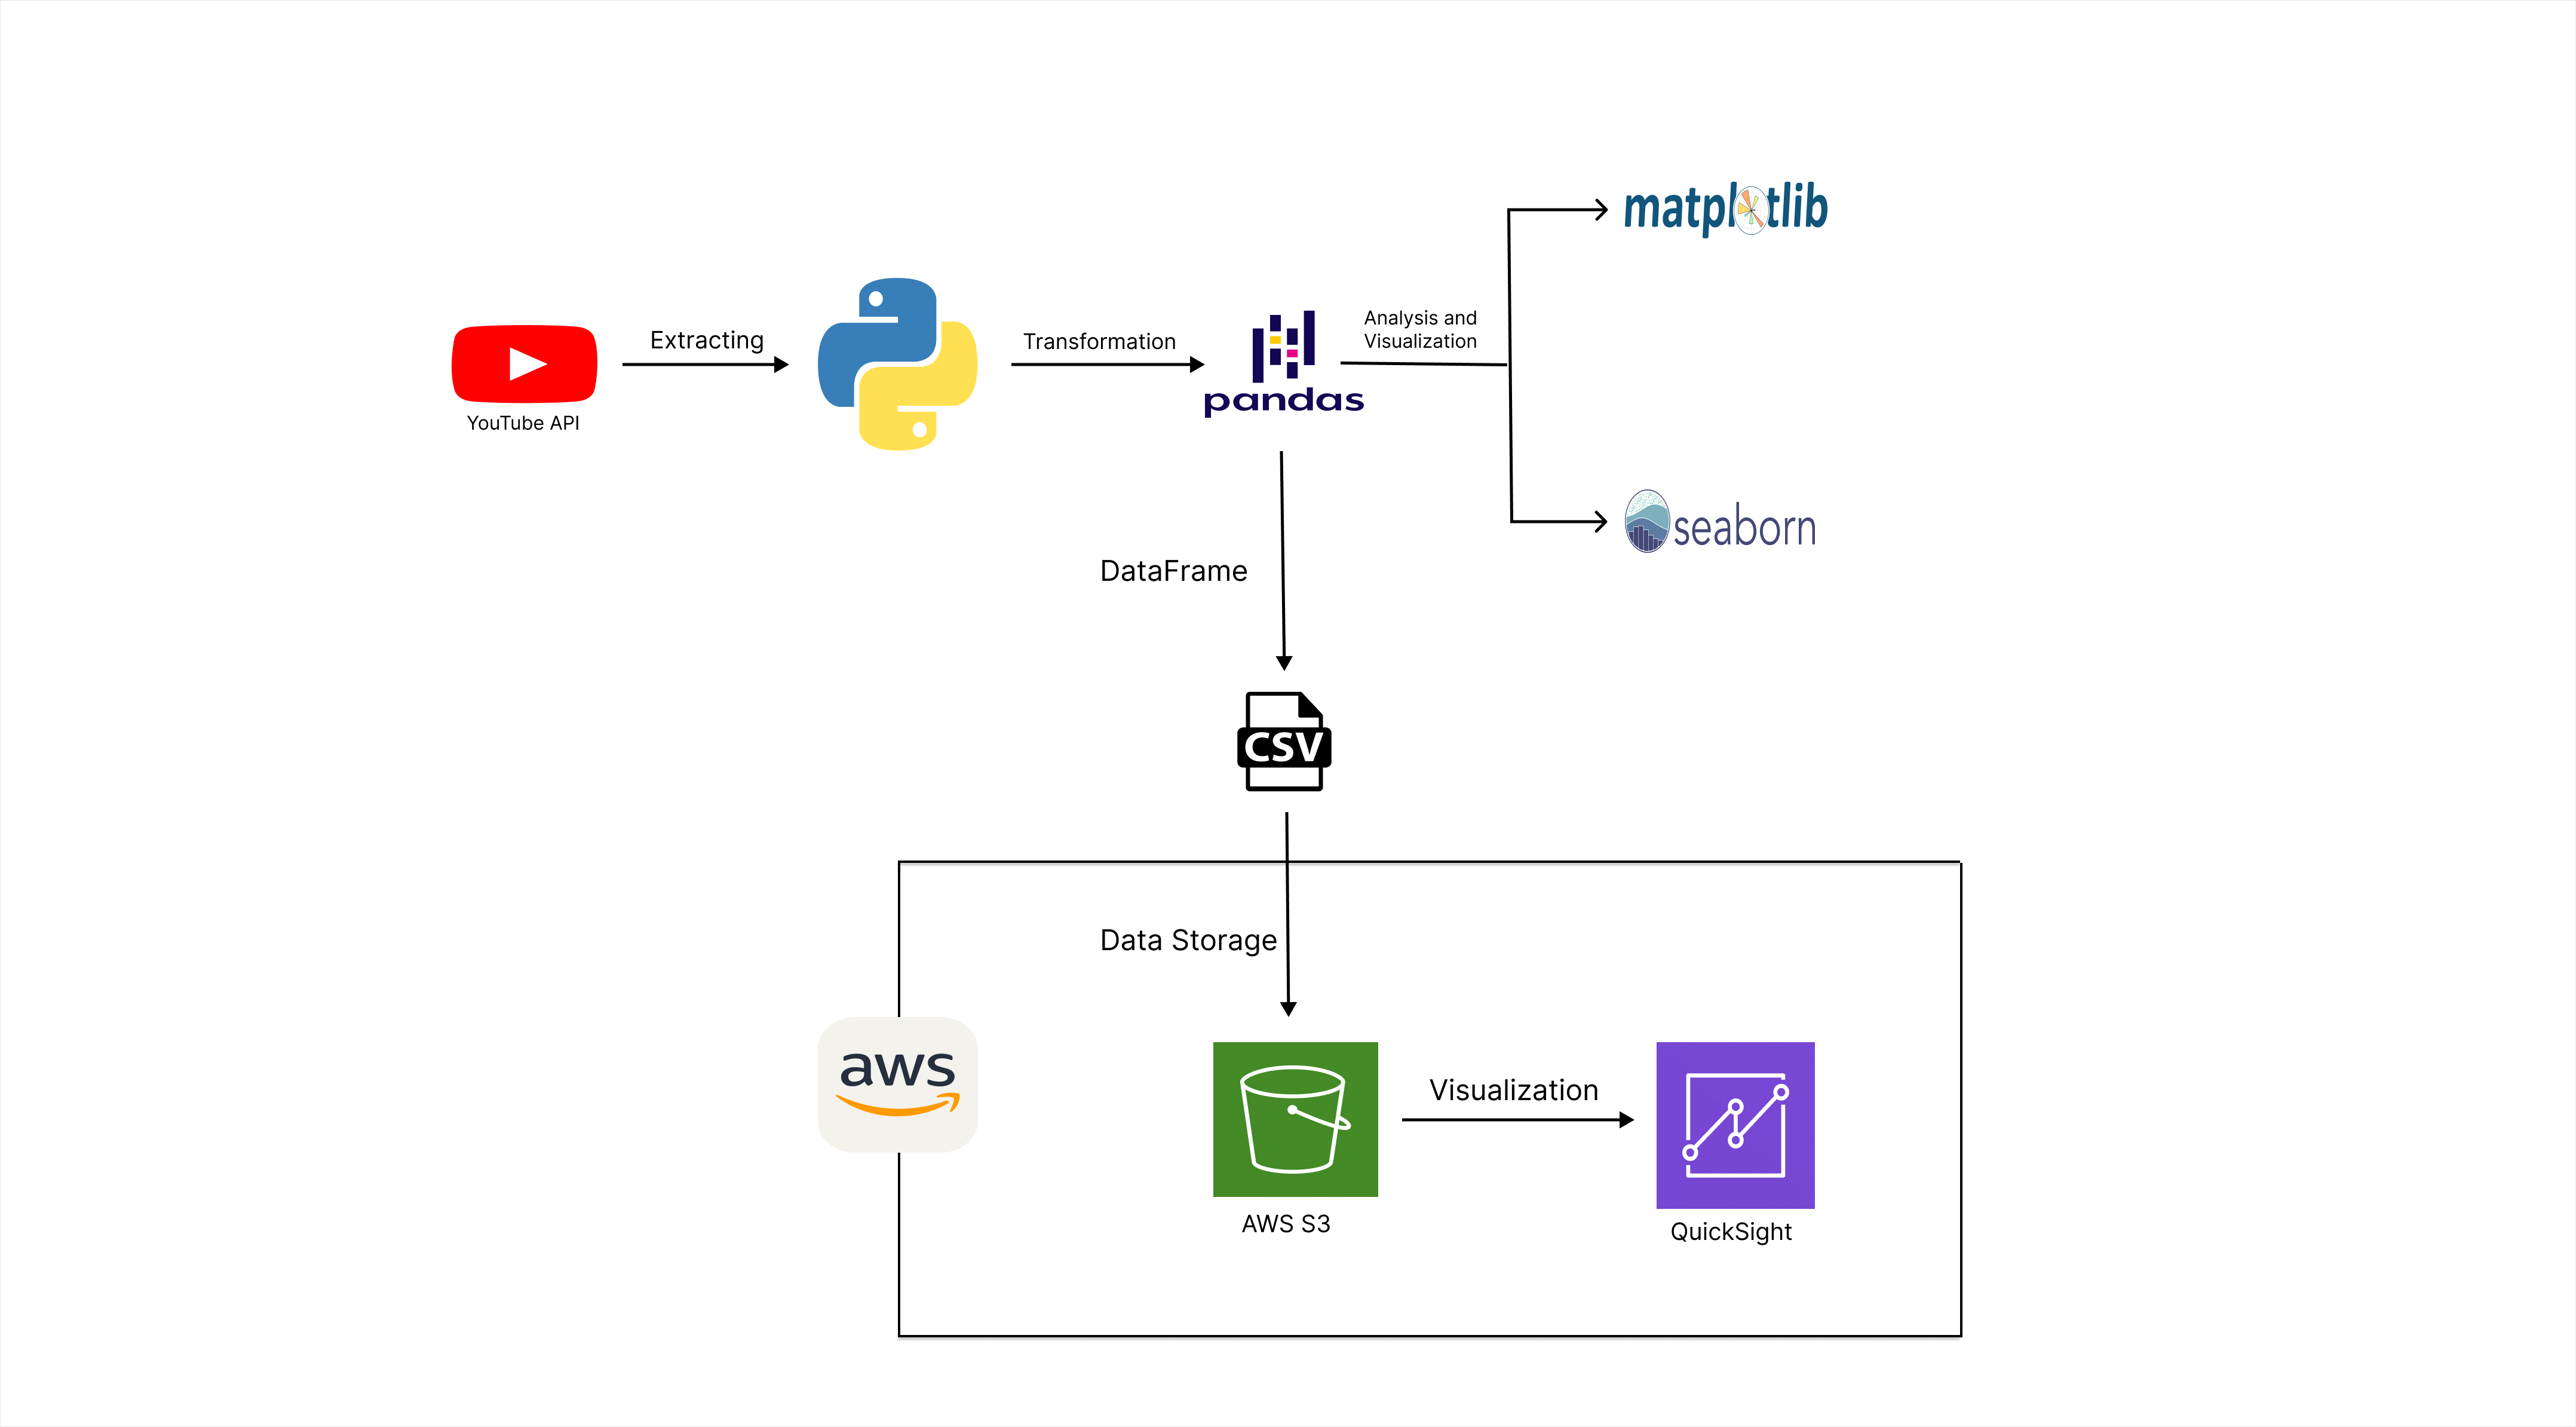 matplotlib
Extracting
Transformation
Analysis and
Visualization
pandas
YouTube API
seaborn
DataFrame
CSV
Data Storage
aws
Visualization
AWS S3
QuickSight